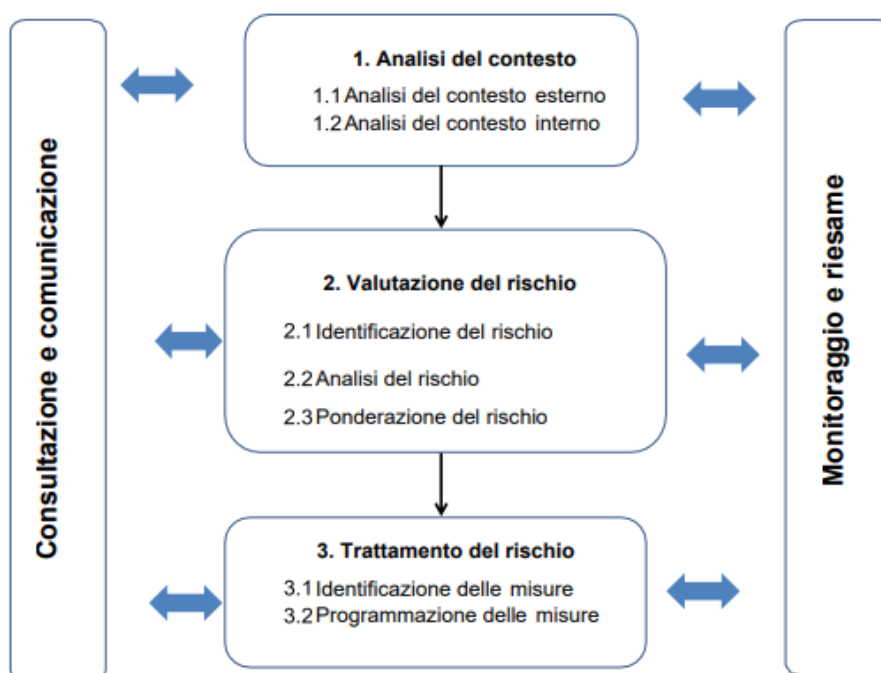 Consultazione e comunicazione
1. Analisi del contesto
1.1 Analisi del contesto esterno
1.2 Analisi del contesto interno
2. Valutazione del rischio
2.1 Identificazione del rischio
2.2 Analisi del rischio
2.3 Ponderazione del rischio
3. Trattamento del rischio
3.1 Identificazione delle misure
3.2 Programmazione delle misure
Monitoraggio e riesame